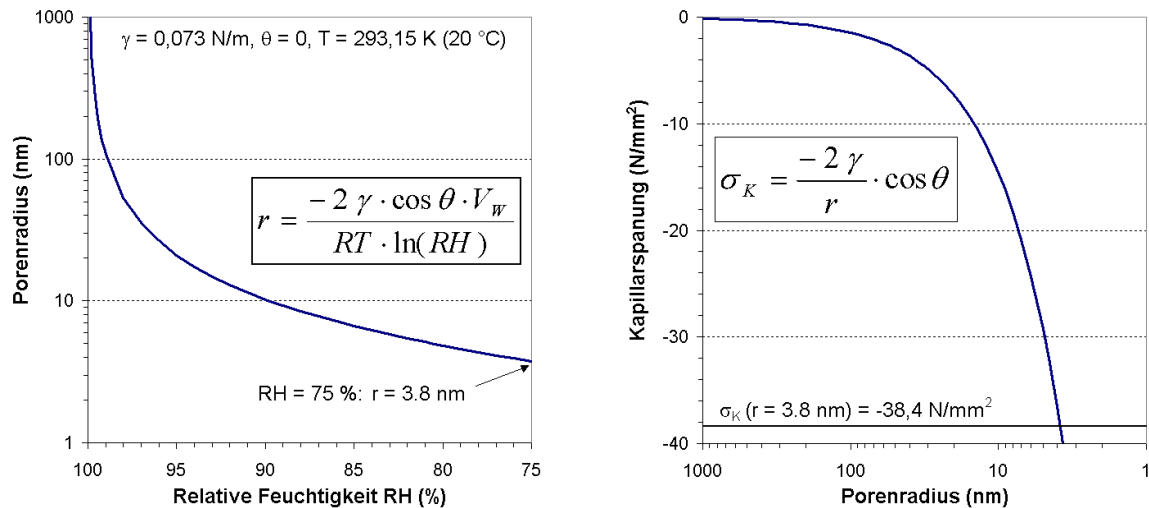 1000
100
10
1
Porenradius (nm)
γ = 0,073 N/m, θ = 0, T = 293,15 K (20 °C)
r = −2 γ · cos θ · V_W / RT · ln(RH)
RH = 75 %: r = 3.8 nm
100 95 90 85 80 75
Relative Feuchtigkeit RH (%)
0
-10
-20
-30
-40
Kapillarspanung (N/mm²)
σ_K = −2 γ / r · cos θ
σ_K (r = 3.8 nm) = -38,4 N/mm²
1000 100 10 1
Porenradius (nm)